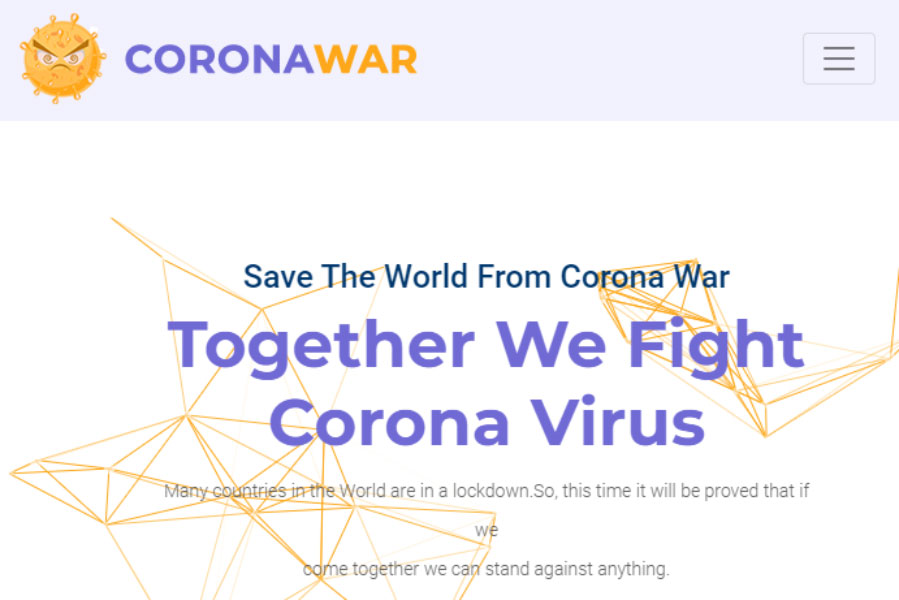 CORONAWAR
Save The World From Corona War
Together We Fight
Corona Virus
Many countries in the World are in a lockdown.So, this time it will be proved that if
we
come together we can stand against anything.